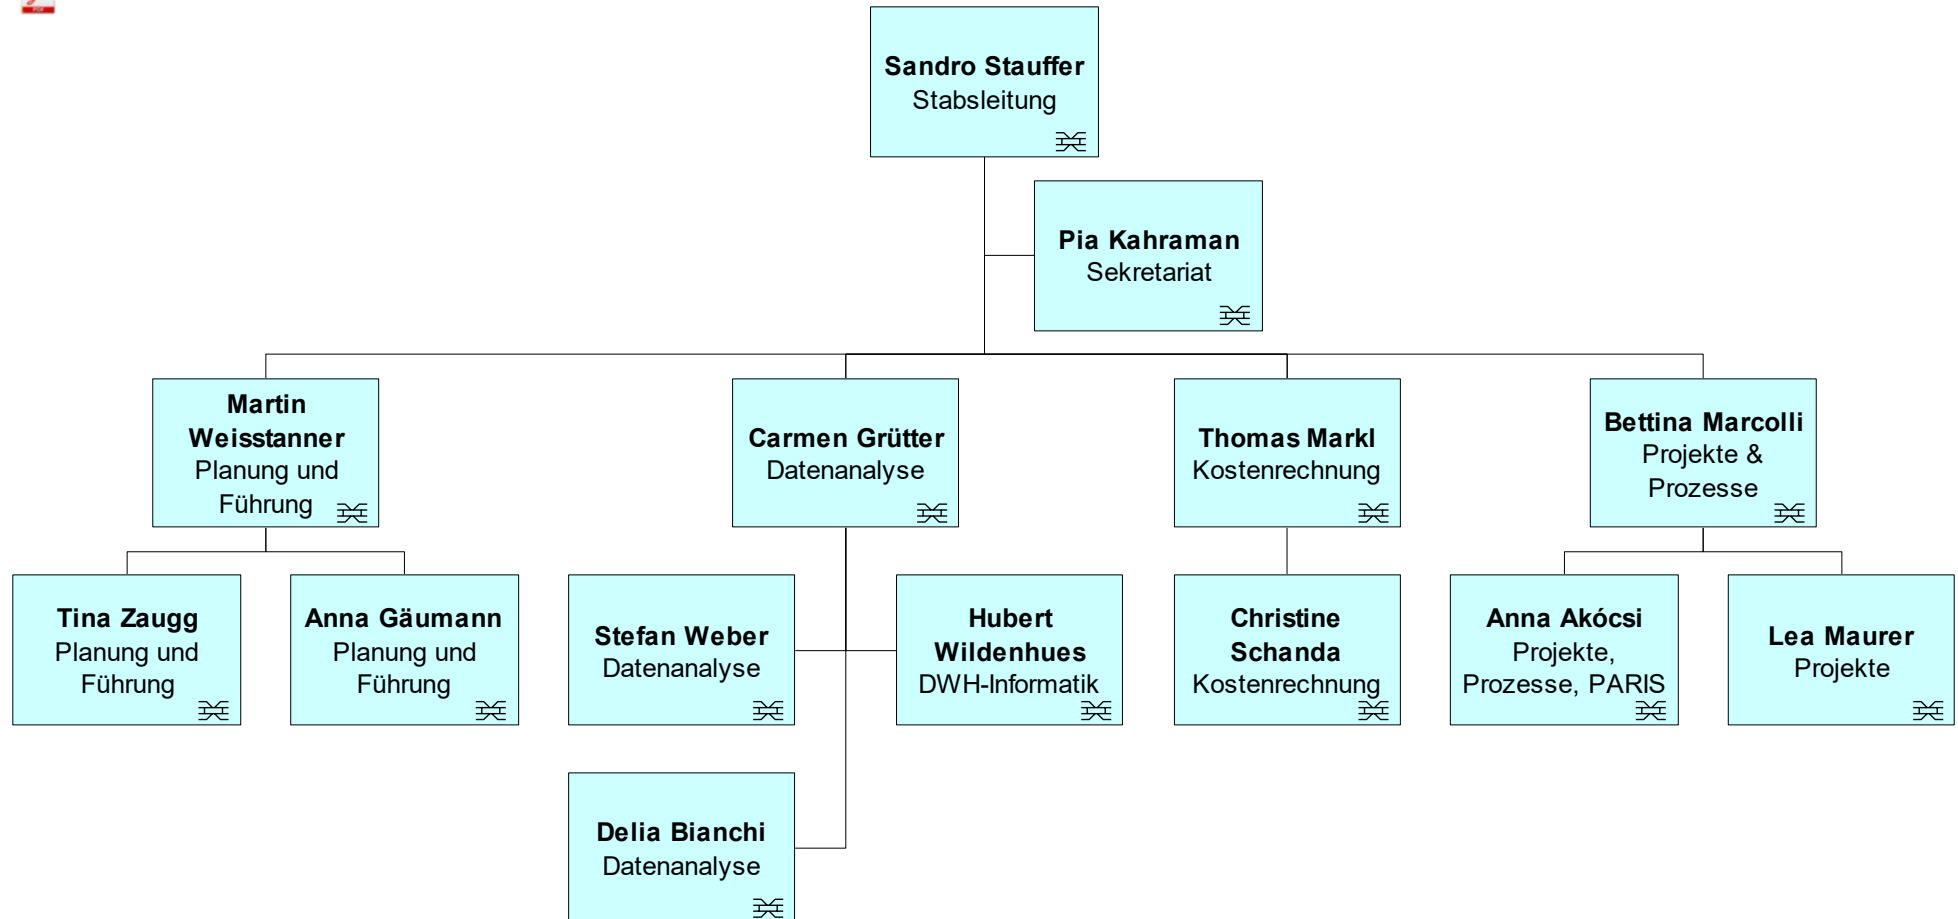 Sandro Stauffer
Stabsleitung
Pia Kahraman
Sekretariat
Martin
Weisstanner
Planung und
Führung
Carmen Grütter
Datenanalyse
Thomas Markl
Kostenrechnung
Bettina Marcolli
Projekte &
Prozesse
Tina Zaugg
Planung und
Führung
Anna Gäumann
Planung und
Führung
Stefan Weber
Datenanalyse
Hubert
Wildenhues
DWH-Informatik
Christine
Schanda
Kostenrechnung
Anna Akócsi
Projekte,
Prozesse, PARIS
Lea Maurer
Projekte
Delia Bianchi
Datenanalyse